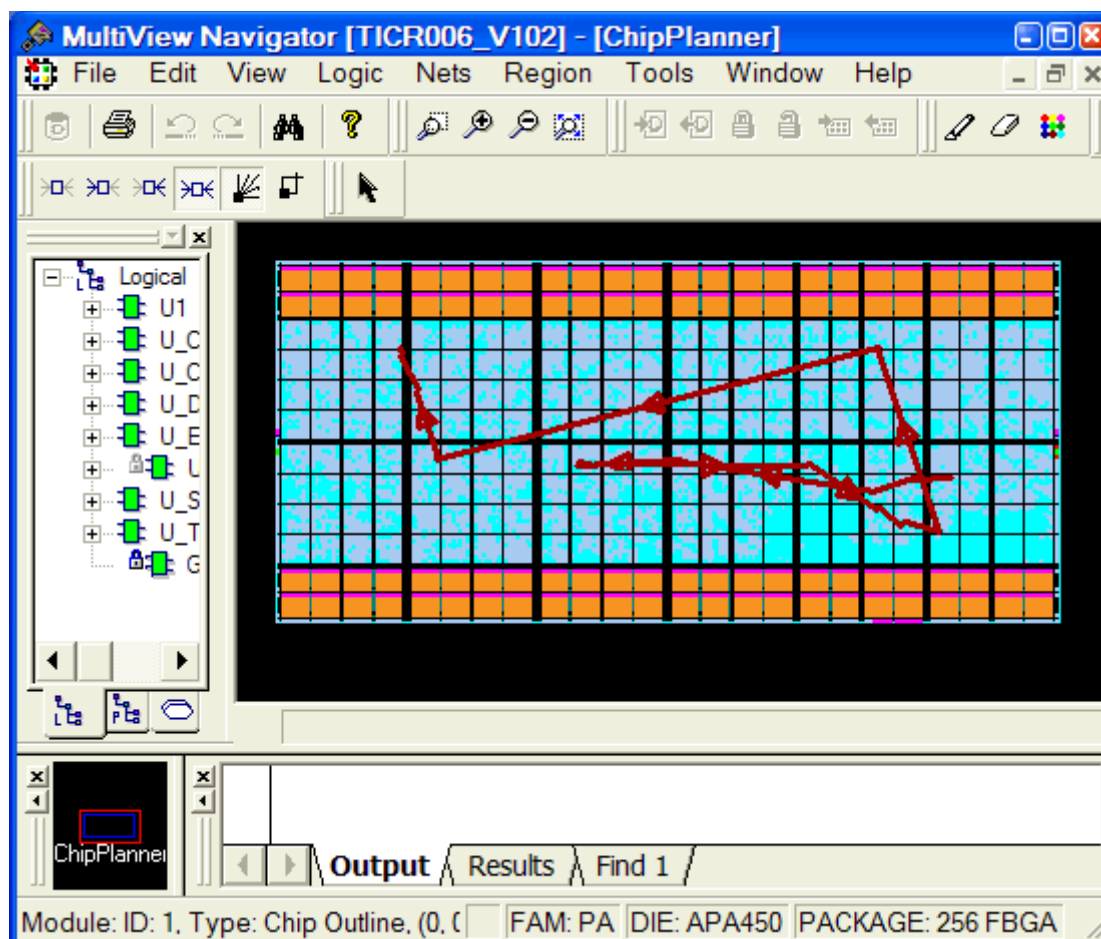 MultiView Navigator [TICR006_V102] - [ChipPlanner]
File Edit View Logic Nets Region Tools Window Help
Logical
U1
U_C
U_C
U_D
U_E
U
U_S
U_T
G
L P
ChipPlanner
Output Results Find 1
Module: ID: 1, Type: Chip Outline, (0, ( FAM: PA DIE: APA450 PACKAGE: 256 FBGA